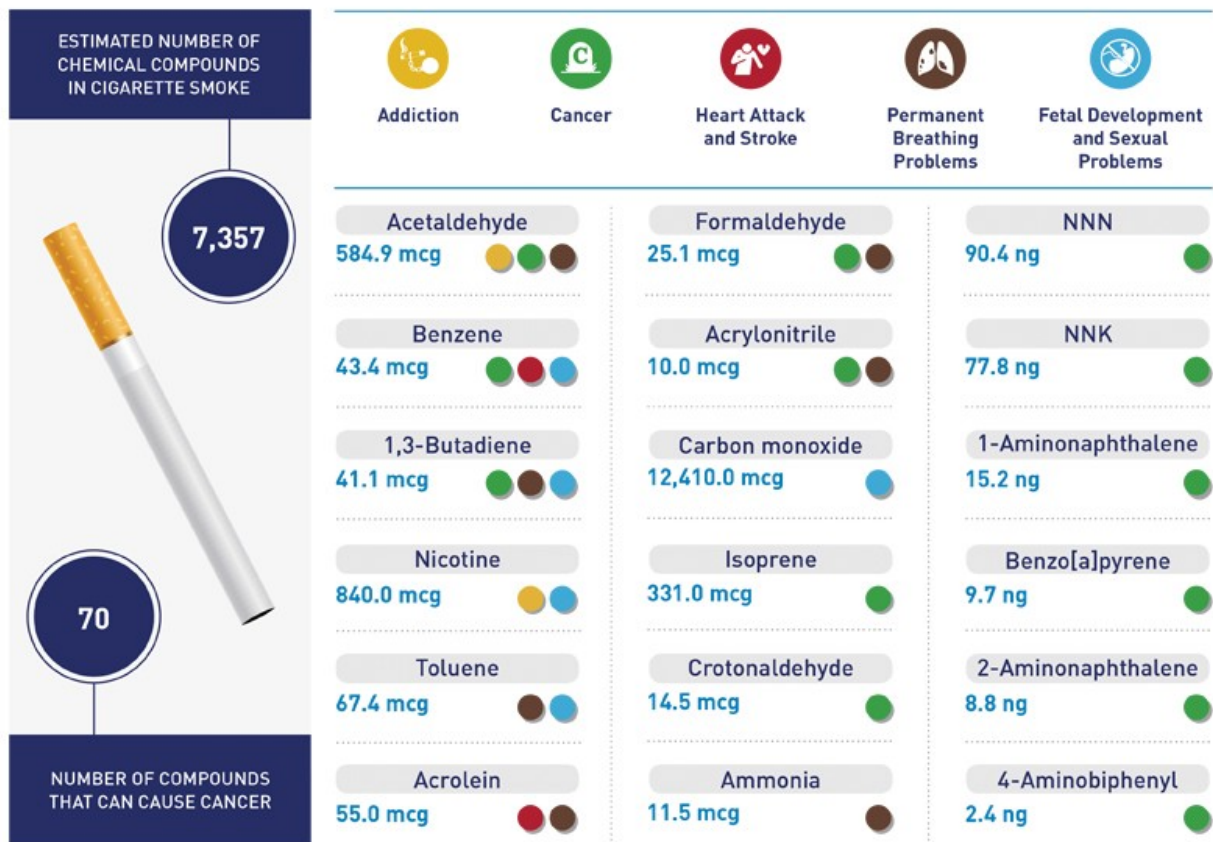 ESTIMATED NUMBER OF
CHEMICAL COMPOUNDS
IN CIGARETTE SMOKE
7,357
70
NUMBER OF COMPOUNDS
THAT CAN CAUSE CANCER
C
Addiction
Cancer
Heart Attack
and Stroke
Permanent
Breathing
Problems
Fetal Development
and Sexual
Problems
Acetaldehyde
584.9 mcg
Benzene
43.4 mcg
1,3-Butadiene
41.1 mcg
Nicotine
840.0 mcg
Toluene
67.4 mcg
Acrolein
55.0 mcg
Formaldehyde
25.1 mcg
Acrylonitrile
10.0 mcg
Carbon monoxide
12,410.0 mcg
Isoprene
331.0 mcg
Crotonaldehyde
14.5 mcg
Ammonia
11.5 mcg
NNN
90.4 ng
NNK
77.8 ng
1-Aminonaphthalene
15.2 ng
Benzo[a]pyrene
9.7 ng
2-Aminonaphthalene
8.8 ng
4-Aminobiphenyl
2.4 ng